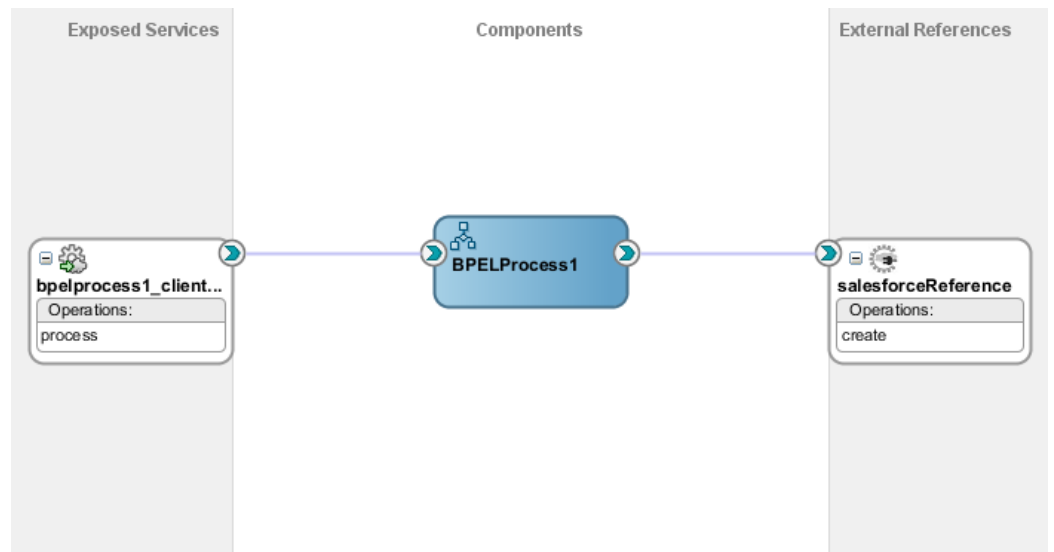 Exposed Services
Components
External References
bpelprocess1_client...
Operations:
process
BPELProcess1
salesforceReference
Operations:
create